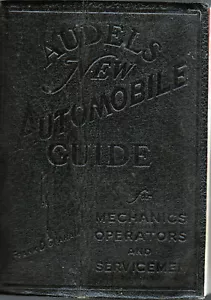 AUDELS
NEW
AUTOMOBILE
GUIDE
for
MECHANICS
OPERATORS
AND
SERVICEMEN